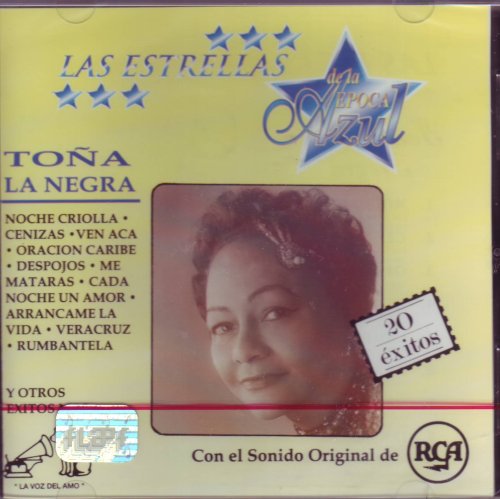 LAS ESTRELLAS
de la
EPOCA
Azul
TOÑA
LA NEGRA
NOCHE CRIOLLA •
CENIZAS • VEN ACA
• ORACION CARIBE
• DESPOJOS • ME
MATARAS • CADA
NOCHE UN AMOR •
ARRANCAME LA
VIDA • VERACRUZ
• RUMBANTELA
20
éxitos
Y OTROS
EXITOS
Con el Sonido Original de
RCA
"LA VOZ DEL AMO"